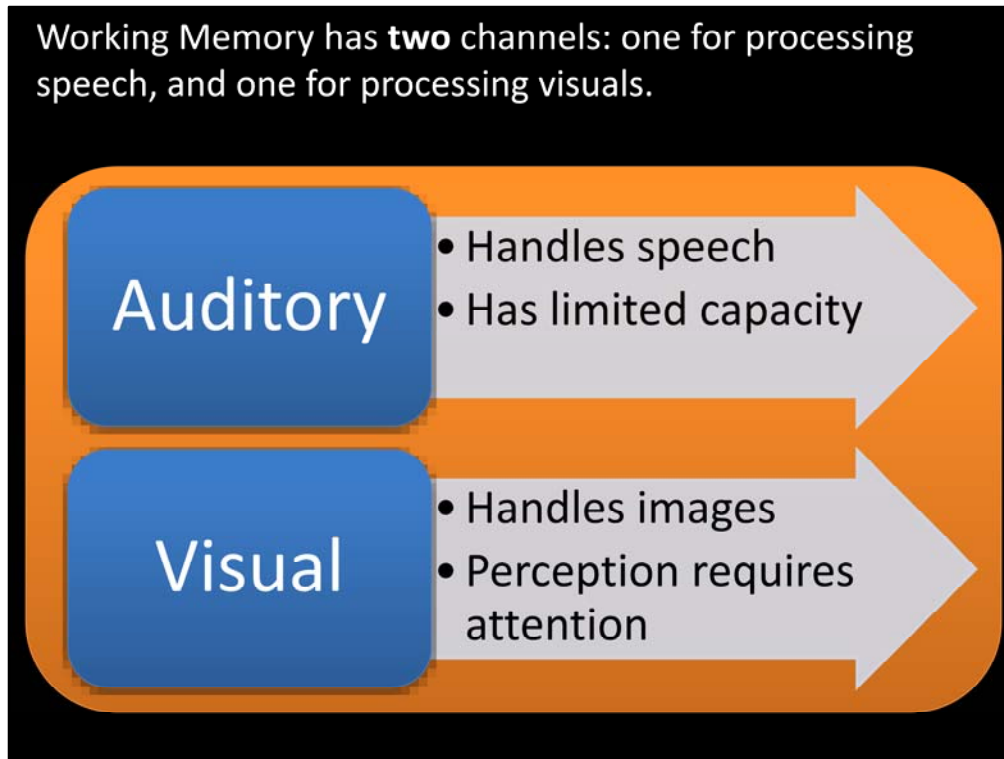 Working Memory has two channels: one for processing
speech, and one for processing visuals.
Auditory
• Handles speech
• Has limited capacity
Visual
• Handles images
• Perception requires
attention